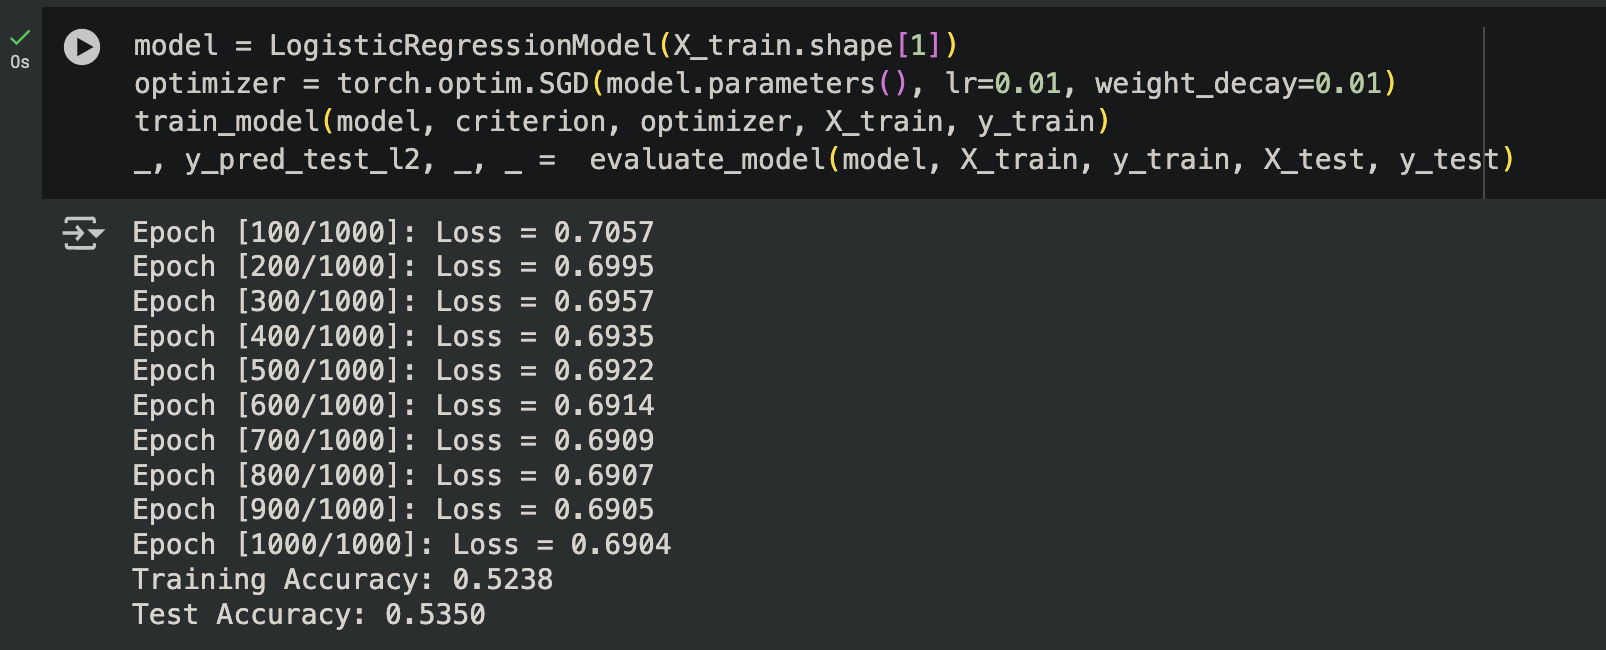 model = LogisticRegressionModel(X_train.shape[1])
0s
optimizer = torch.optim.SGD(model.parameters(), lr=0.01, weight_decay=0.01)
train_model(model, criterion, optimizer, X_train, y_train)
_, y_pred_test_l2, _, _ =  evaluate_model(model, X_train, y_train, X_test, y_test)
Epoch [100/1000]: Loss = 0.7057
Epoch [200/1000]: Loss = 0.6995
Epoch [300/1000]: Loss = 0.6957
Epoch [400/1000]: Loss = 0.6935
Epoch [500/1000]: Loss = 0.6922
Epoch [600/1000]: Loss = 0.6914
Epoch [700/1000]: Loss = 0.6909
Epoch [800/1000]: Loss = 0.6907
Epoch [900/1000]: Loss = 0.6905
Epoch [1000/1000]: Loss = 0.6904
Training Accuracy: 0.5238
Test Accuracy: 0.5350